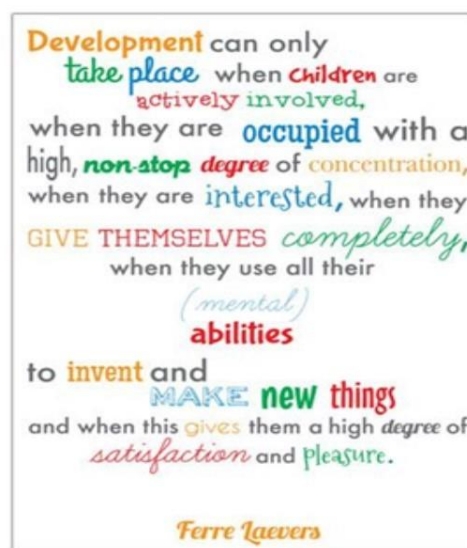 Development can only
take place when children are
actively involved,
when they are occupied with a
high, non-stop degree of concentration,
when they are interested, when they
GIVE THEMSELVES completely,
when they use all their
(mental)
abilities
to invent and
MAKE new things
and when this gives them a high degree of
satisfaction and pleasure.
Ferre Laevers